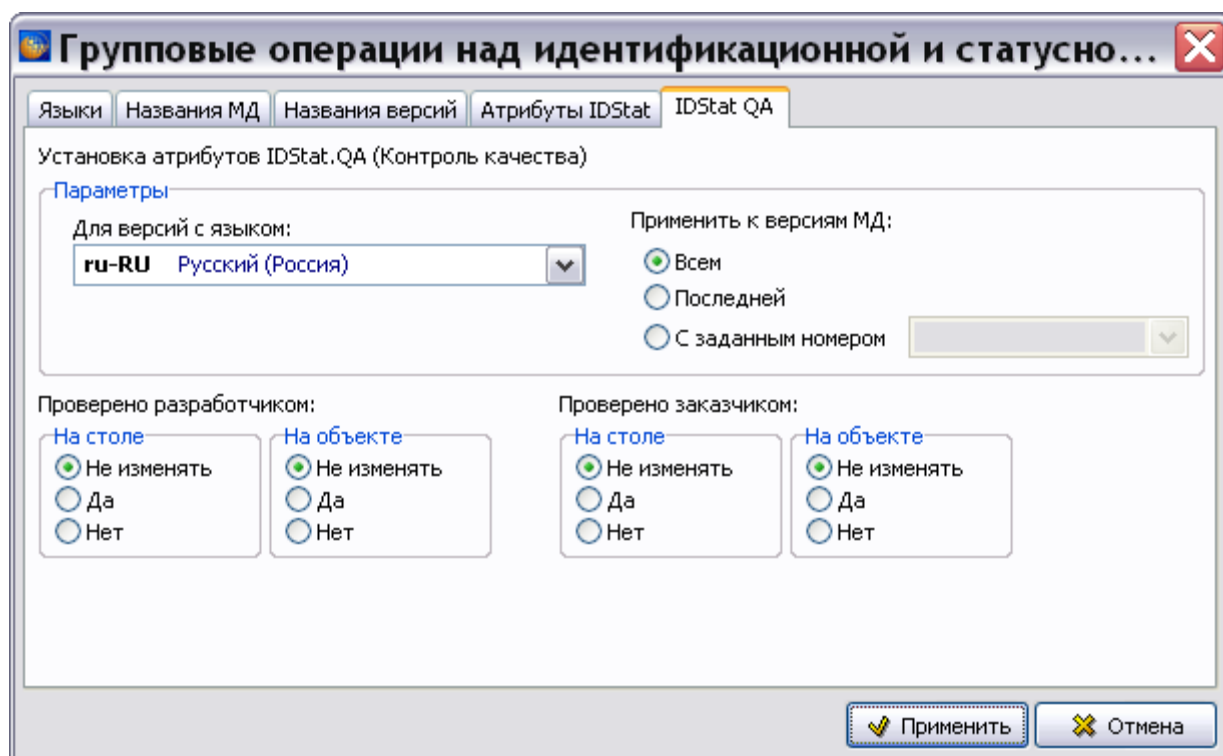 Групповые операции над идентификационной и статусно...
Языки Названия МД Названия версий Атрибуты IDStat IDStat QA
Установка атрибутов IDStat.QA (Контроль качества)
Параметры
Для версий с языком:
ru-RU Русский (Россия)
Применить к версиям МД:
Всем
Последней
С заданным номером
Проверено разработчиком:
На столе
Не изменять
Да
Нет
На объекте
Не изменять
Да
Нет
Проверено заказчиком:
На столе
Не изменять
Да
Нет
На объекте
Не изменять
Да
Нет
Применить
Отмена